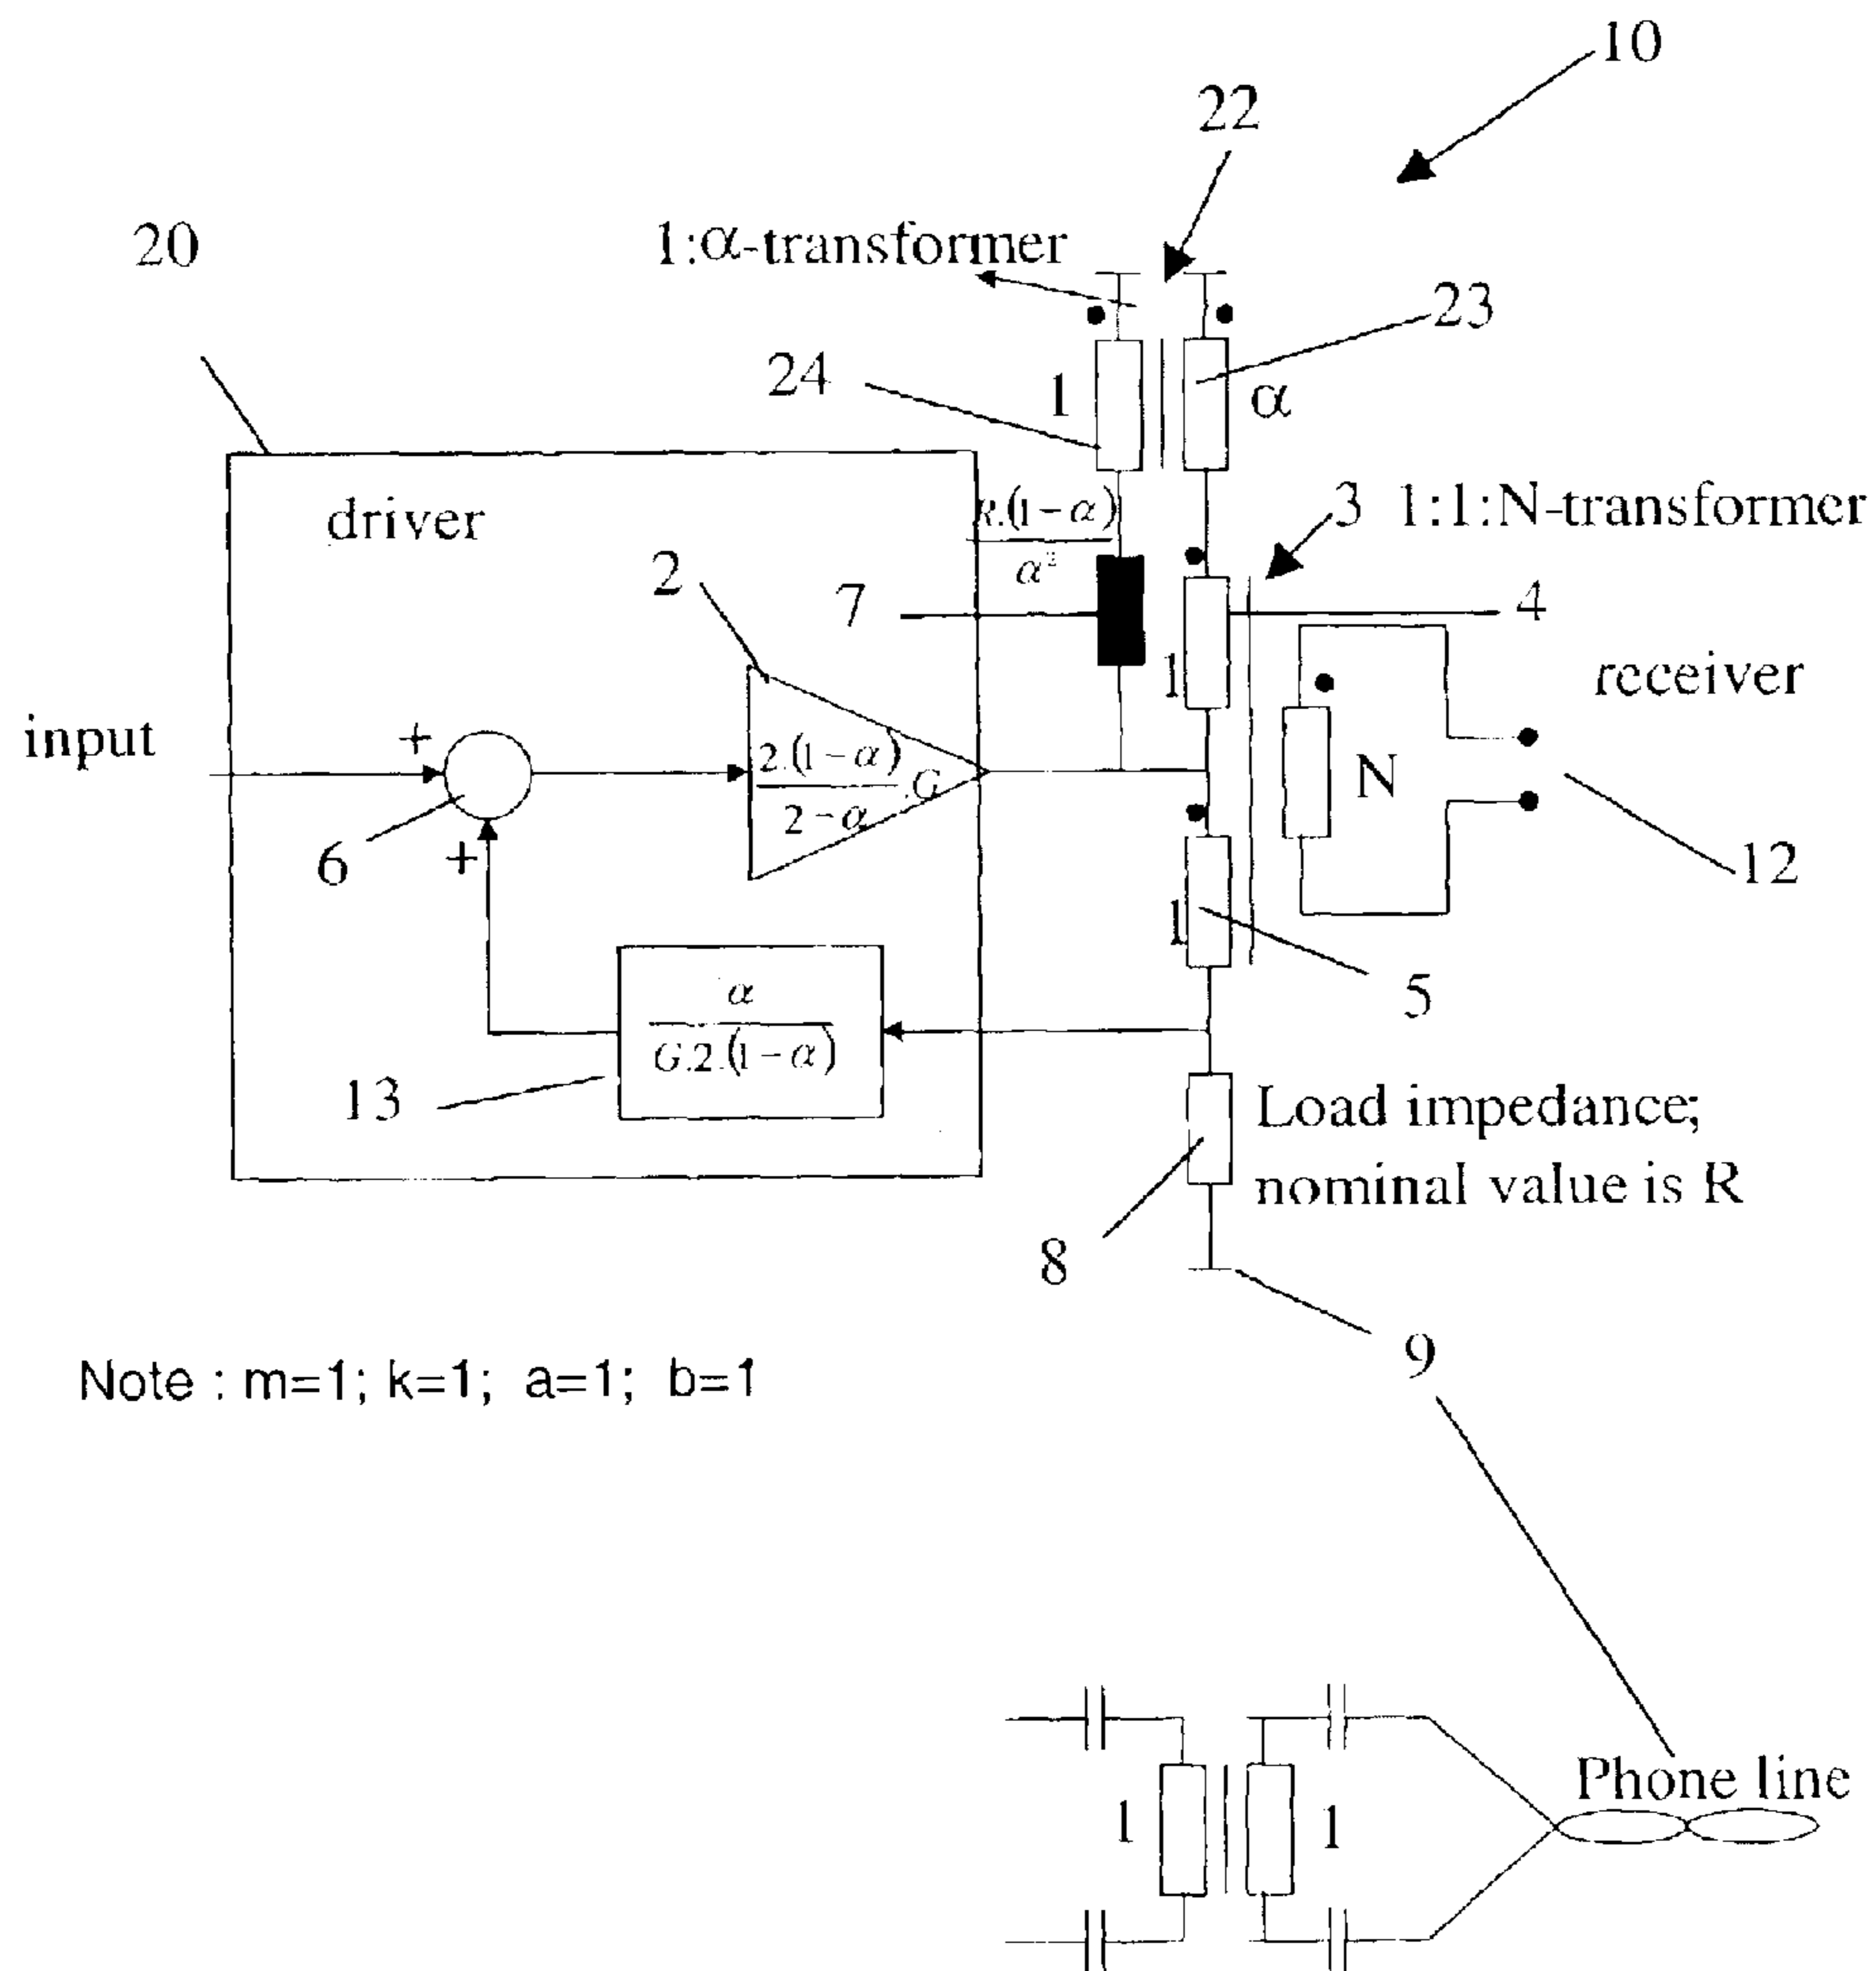 10
22
20
1:α-transformer
23
24
1
α
driver
R.(1-α)
α²
3
1:1:N-transformer
2
7
4
1
receiver
input
+
2.(1-α)
2-α
.G
N
6
+
12
1
5
α
G.2.(1-α)
13
Load impedance;
nominal value is R
8
9
Note : m=1; k=1; a=1; b=1
Phone line
1
1